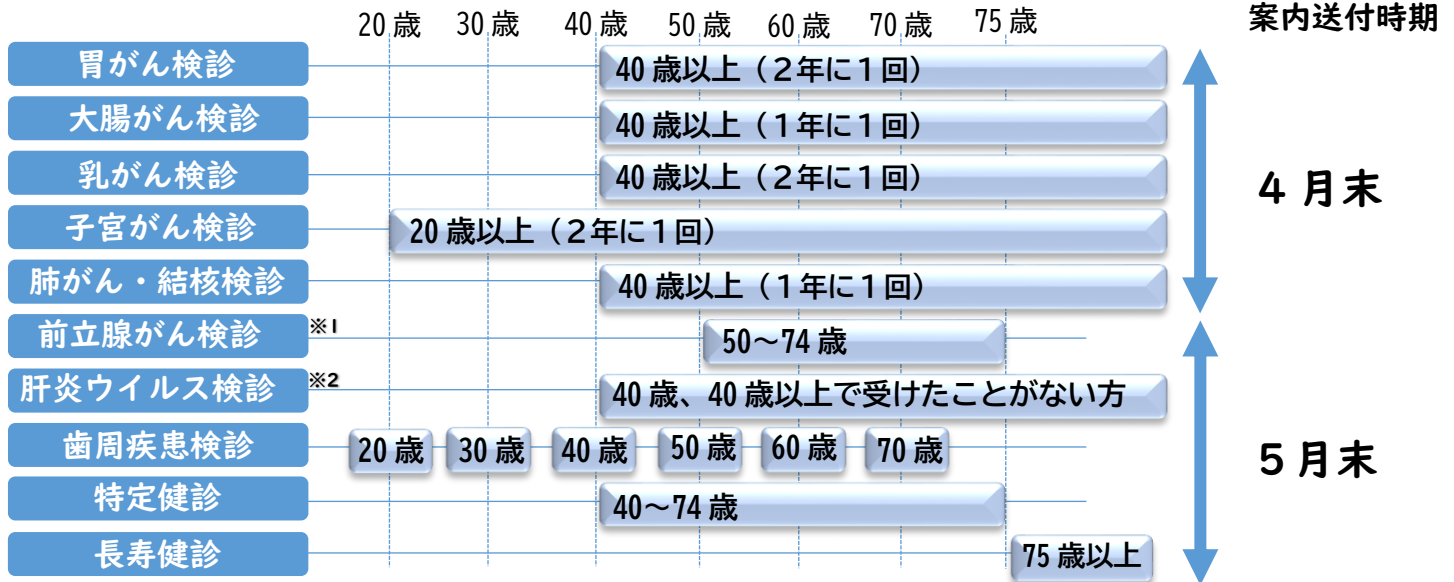 20歳 30歳 40歳 50歳 60歳 70歳 75歳 案内送付時期
胃がん検診 40歳以上（2年に1回）
大腸がん検診 40歳以上（1年に1回）
乳がん検診 40歳以上（2年に1回）
4月末
子宮がん検診 20歳以上（2年に1回）
肺がん・結核検診 40歳以上（1年に1回）
前立腺がん検診 ※1 50～74歳
肝炎ウイルス検診 ※2 40歳、40歳以上で受けたことがない方
歯周疾患検診 20歳 30歳 40歳 50歳 60歳 70歳
5月末
特定健診 40～74歳
長寿健診 75歳以上